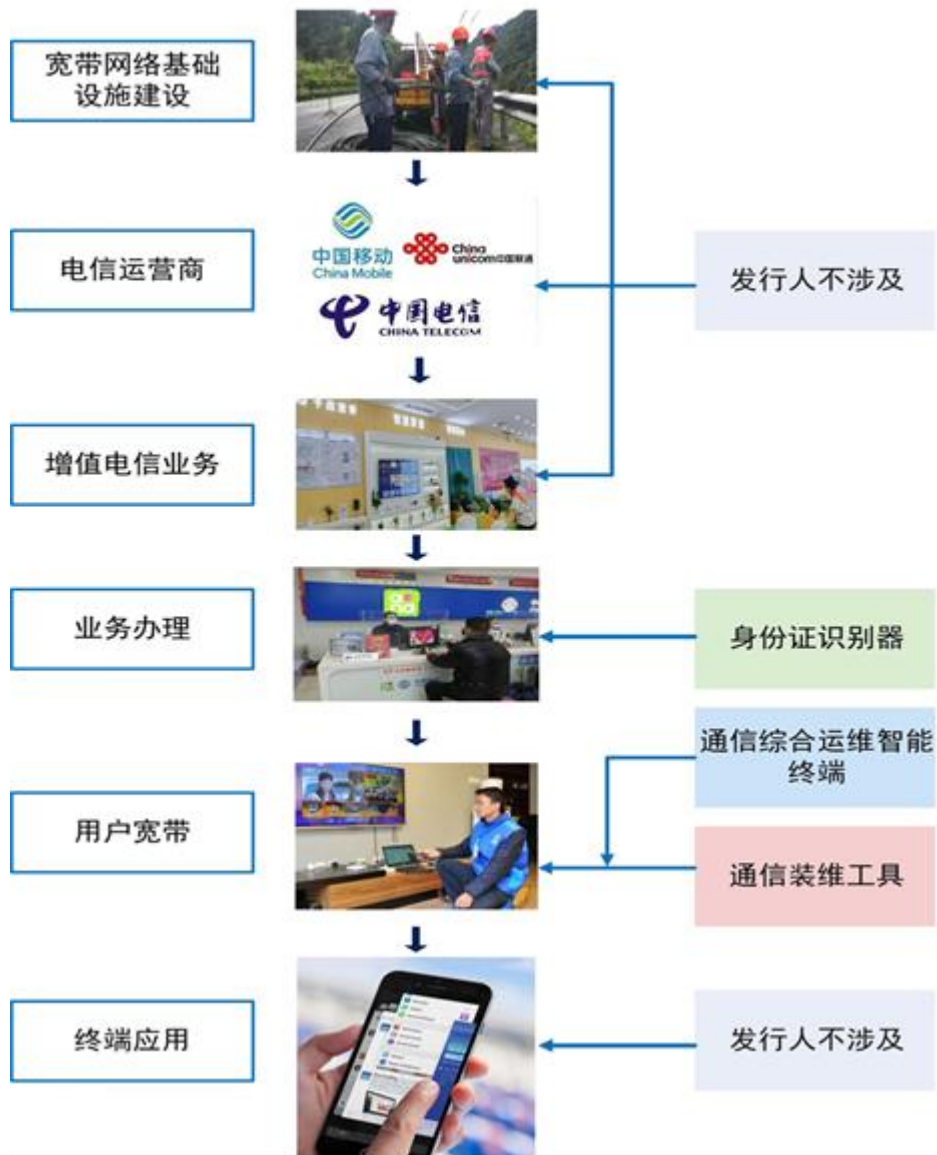 宽带网络基础
设施建设
电信运营商
中国移动
China Mobile
China
unicom中国联通
中国电信
CHINA TELECOM
发行人不涉及
增值电信业务
业务办理
身份证识别器
通信综合运维智能
终端
用户宽带
通信装维工具
终端应用
发行人不涉及